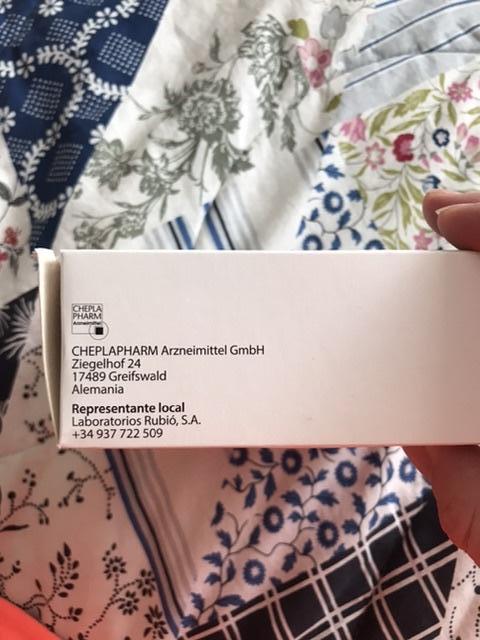 CHEPLA
PHARM
Arzneimittel
CHEPLAPHARM Arzneimittel GmbH
Ziegelhof 24
17489 Greifswald
Alemania
Representante local
Laboratorios Rubió, S.A.
+34 937 722 509